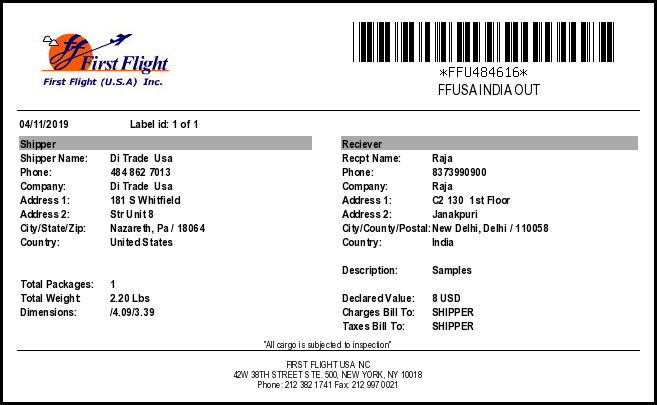 First Flight
First Flight (U.S.A) Inc.
*FFU484616*
FFUSA INDIA OUT
04/11/2019 Label id: 1 of 1
Shipper
Shipper Name: Di Trade Usa
Phone: 484 862 7013
Company: Di Trade Usa
Address 1: 181 S Whitfield
Address 2: Str Unit 8
City/State/Zip: Nazareth, Pa / 18064
Country: United States
Total Packages: 1
Total Weight: 2.20 Lbs
Dimensions: /4.09/3.39
Reciever
Recpt Name: Raja
Phone: 8373990900
Company: Raja
Address 1: C2 130 1st Floor
Address 2: Janakpuri
City/County/Postal: New Delhi, Delhi / 110058
Country: India
Description: Samples
Declared Value: 8 USD
Charges Bill To: SHIPPER
Taxes Bill To: SHIPPER
"All cargo is subjected to inspection"
FIRST FLIGHT USA INC
42W 38TH STREET STE. 500, NEW YORK, NY 10018
Phone: 212 382 1741 Fax: 212 997 0021